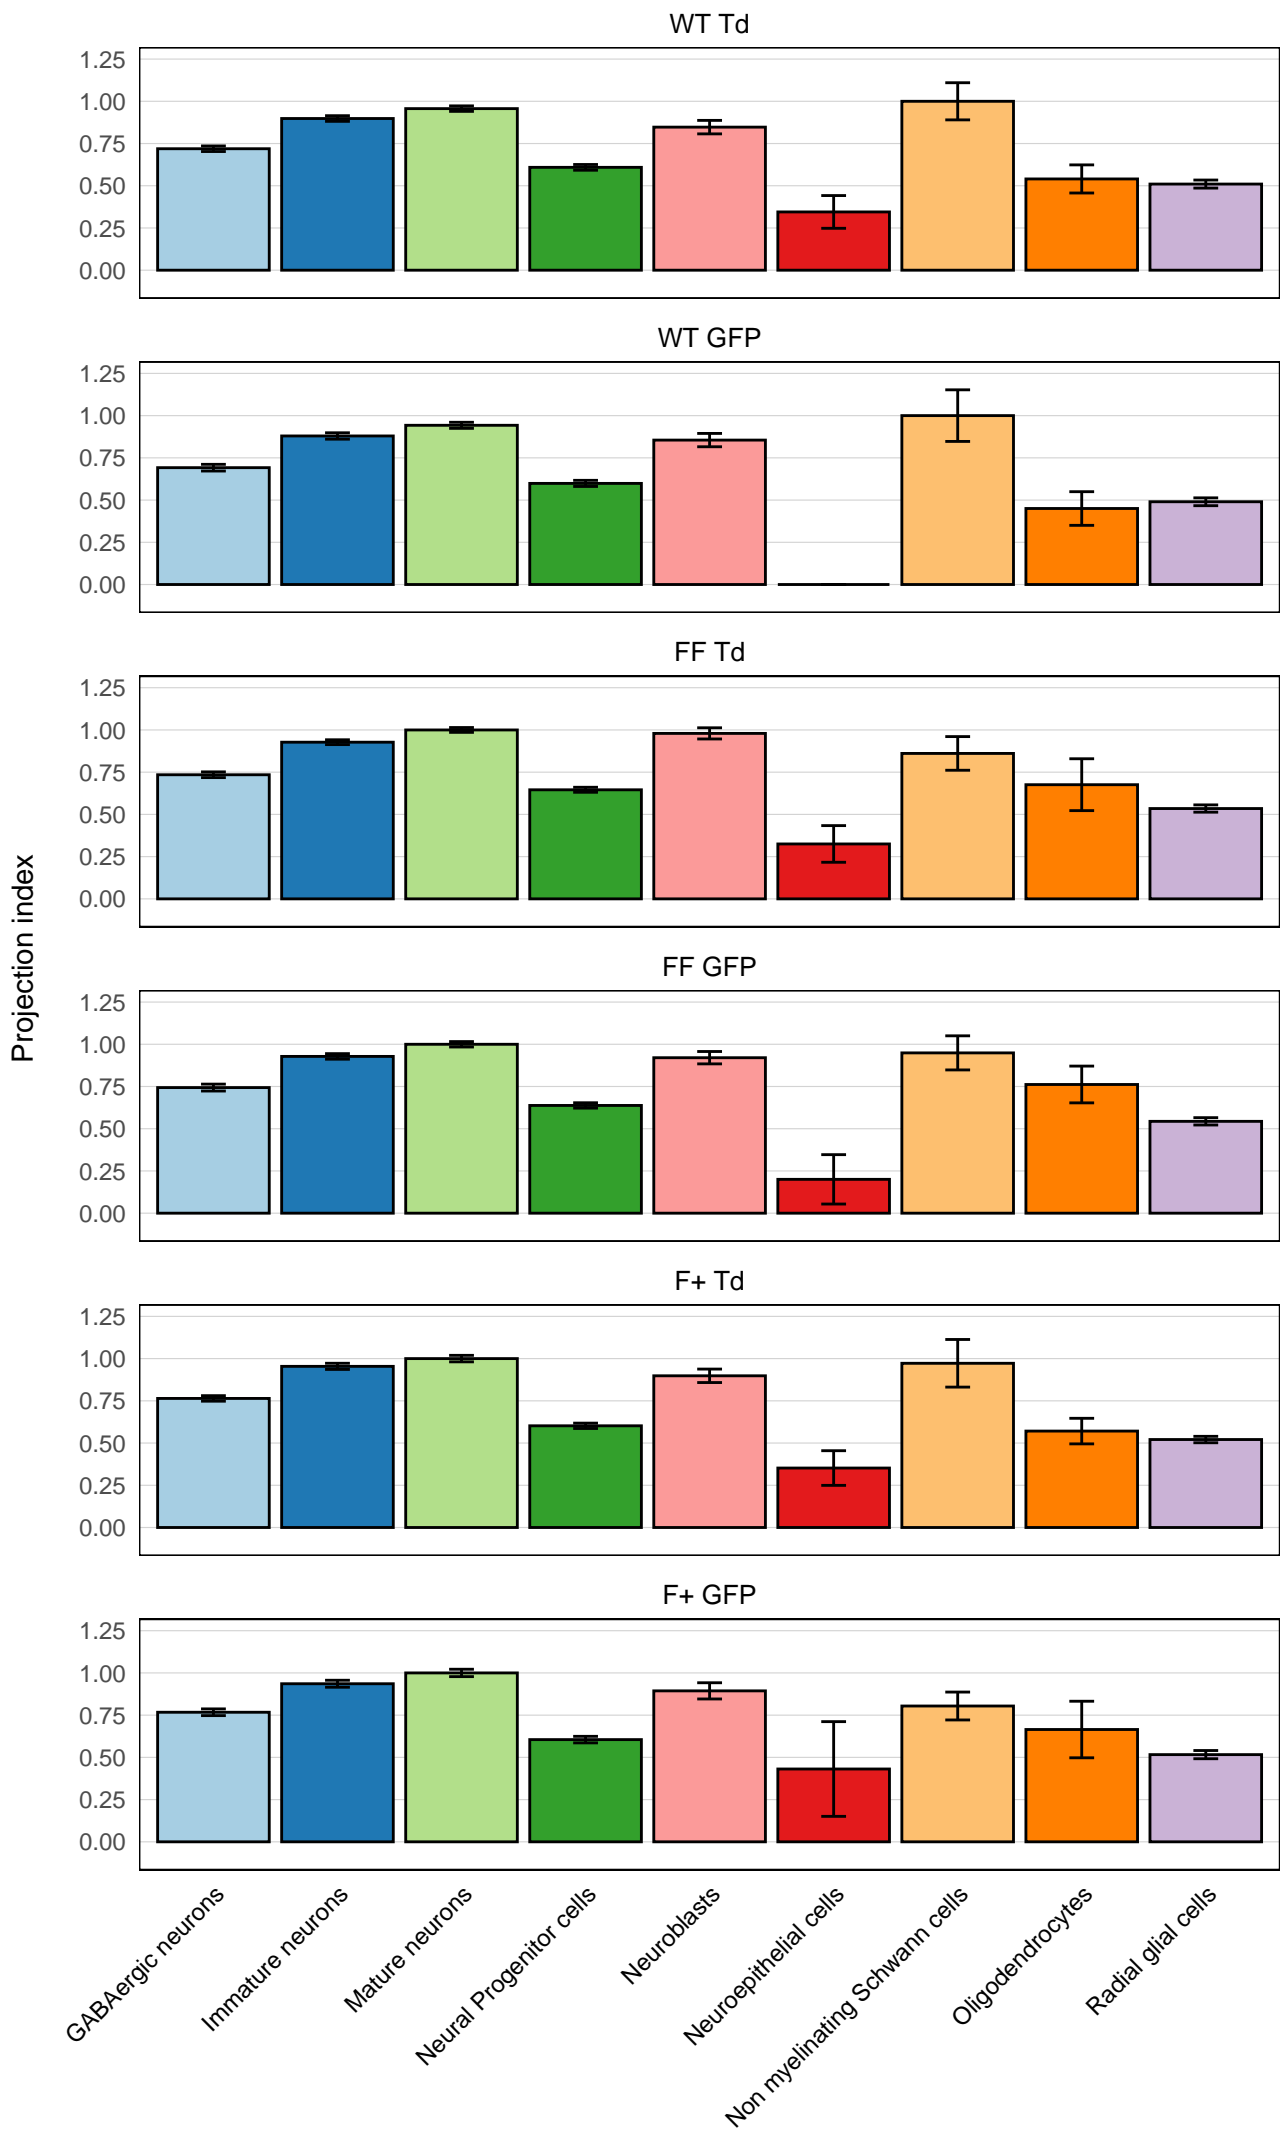 WT Td
1.25
1.00
0.75
0.50
0.25
0.00
WT GFP
1.25
1.00
0.75
0.50
0.25
0.00
FF Td
1.25
1.00
0.75
0.50
0.25
0.00
Projection index
FF GFP
1.25
1.00
0.75
0.50
0.25
0.00
F+ Td
1.25
1.00
0.75
0.50
0.25
0.00
F+ GFP
1.25
1.00
0.75
0.50
0.25
0.00
GABAergic neurons
Immature neurons
Mature neurons
Neural Progenitor cells
Neuroblasts
Neuroepithelial cells
Non myelinating Schwann cells
Oligodendrocytes
Radial glial cells